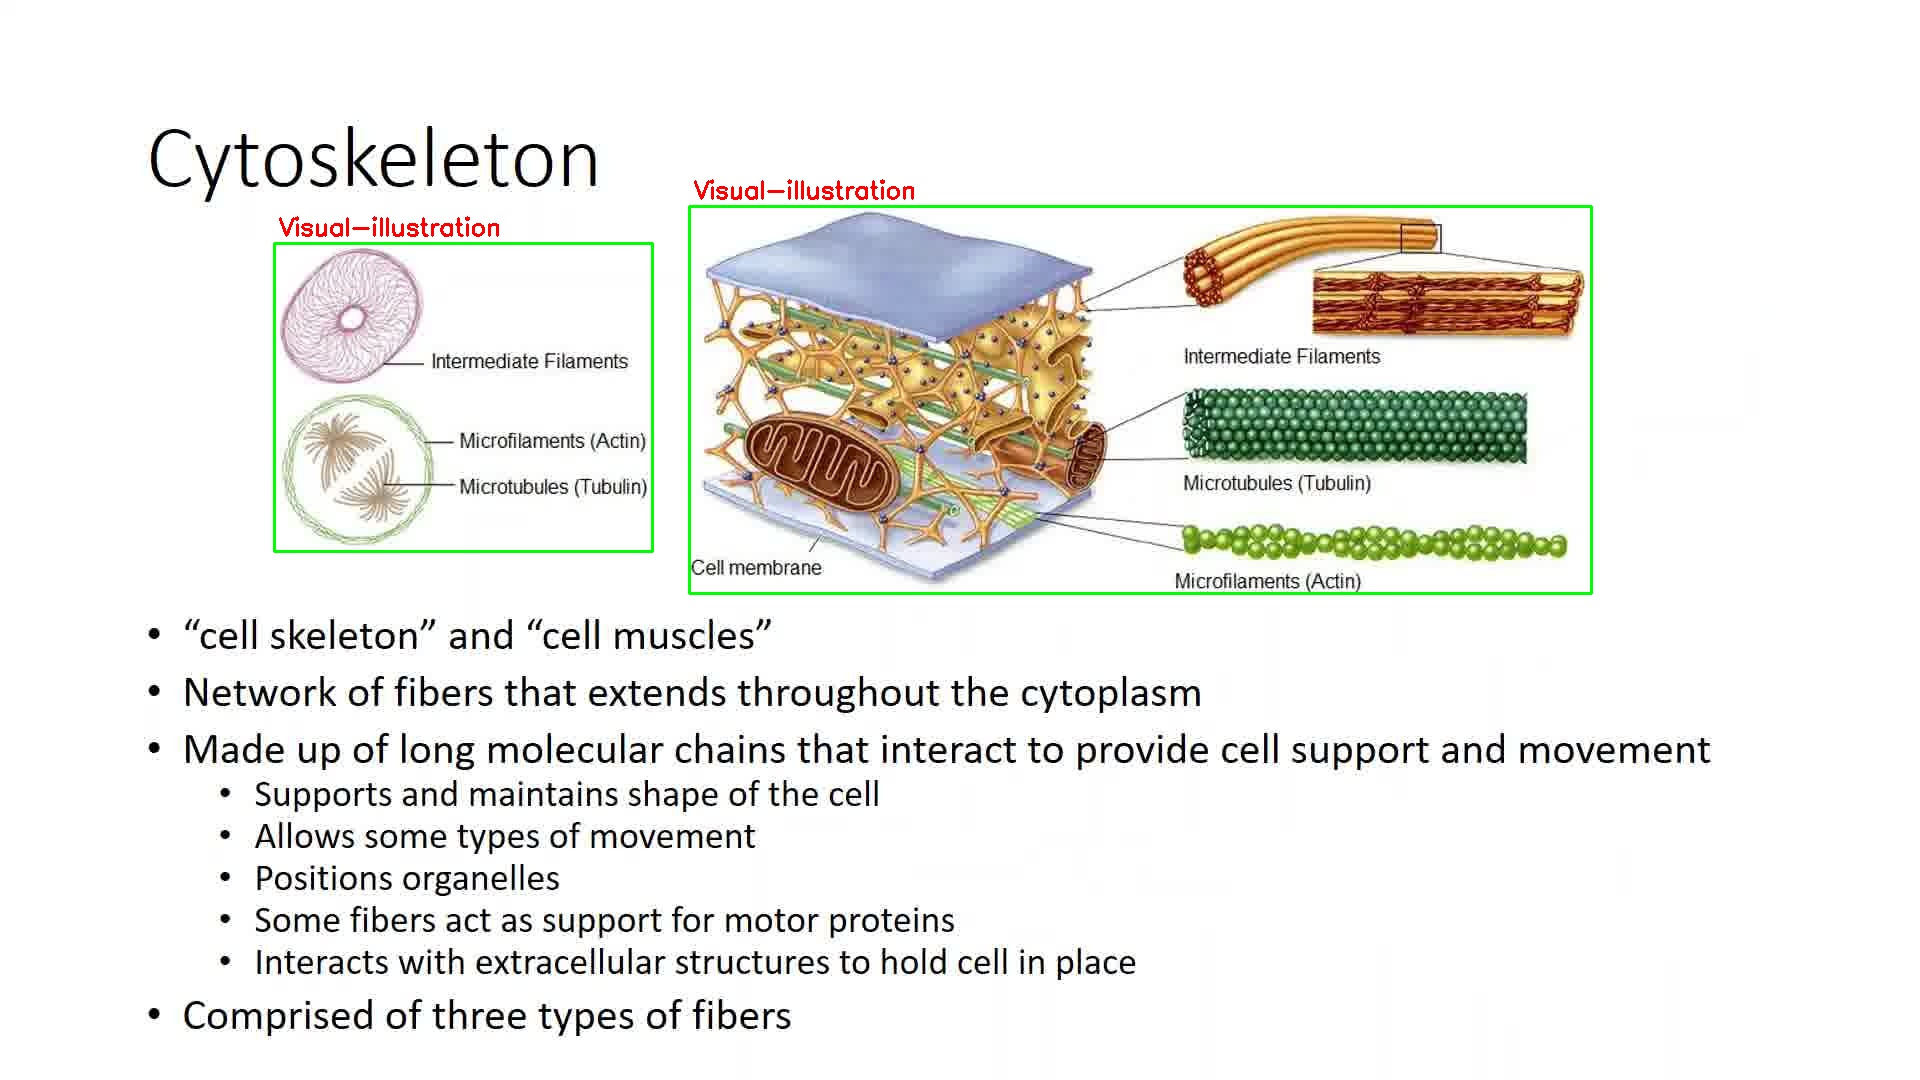 Cytoskeleton
Visual-illustration
Intermediate Filaments
Microfilaments (Actin)
Microtubules (Tubulin)
Visual-illustration
Intermediate Filaments
Microtubules (Tubulin)
Cell membrane
Microfilaments (Actin)
• “cell skeleton” and “cell muscles”
• Network of fibers that extends throughout the cytoplasm
• Made up of long molecular chains that interact to provide cell support and movement
• Supports and maintains shape of the cell
• Allows some types of movement
• Positions organelles
• Some fibers act as support for motor proteins
• Interacts with extracellular structures to hold cell in place
• Comprised of three types of fibers